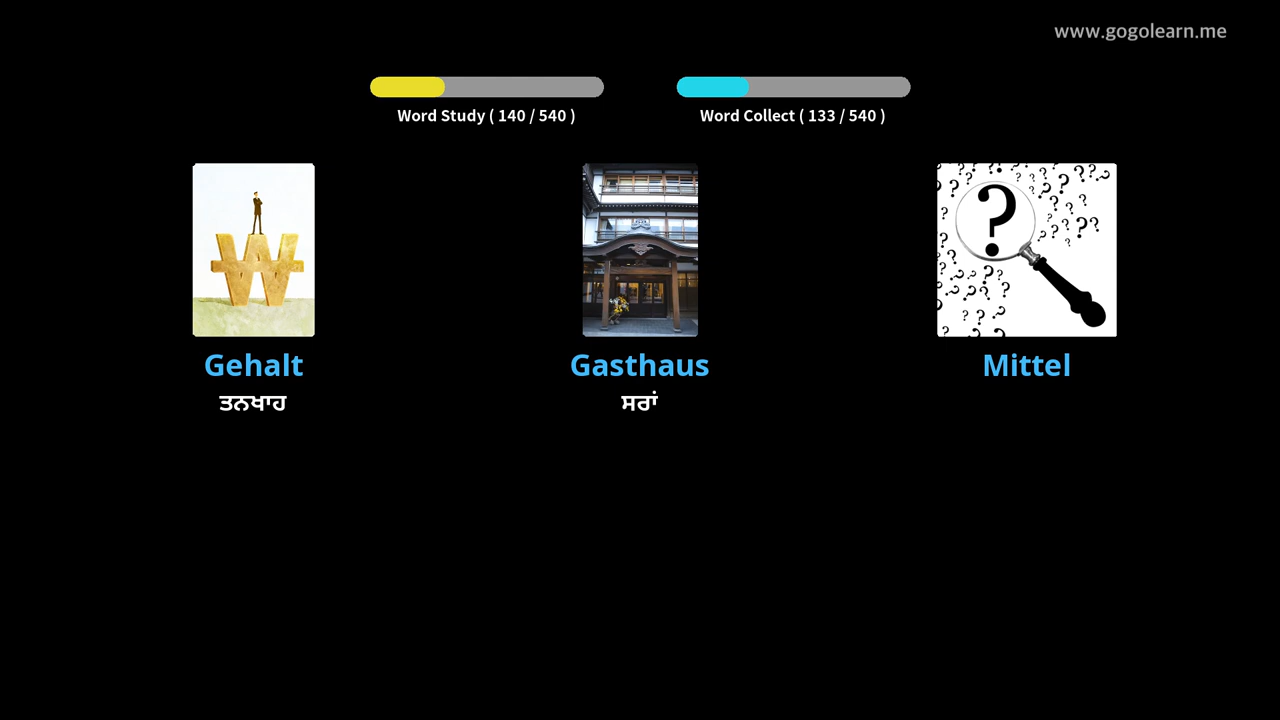 www.gogolearn.me
Word Study ( 140 / 540 )
Word Collect ( 133 / 540 )
Gehalt
ਤਨਖਾਹ
Gasthaus
ਸਰਾਂ
Mittel